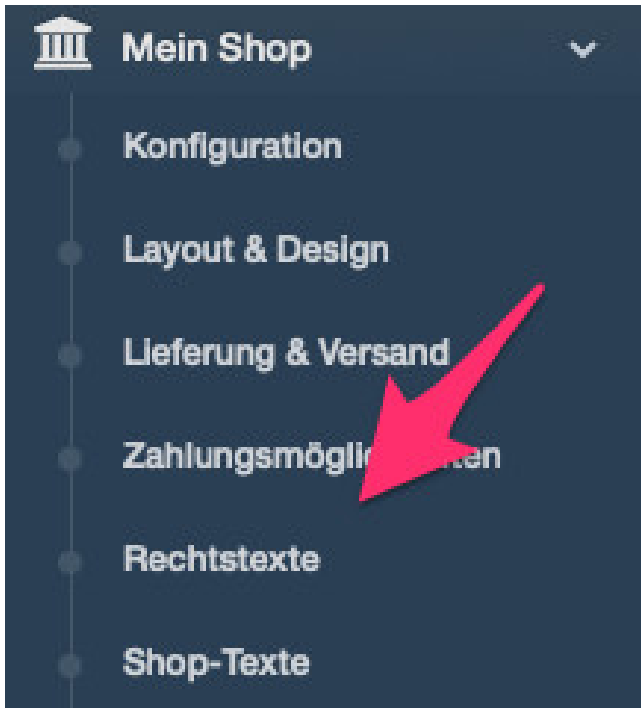 Mein Shop
Konfiguration
Layout & Design
Lieferung & Versand
Rechtstexte
Shop-Texte